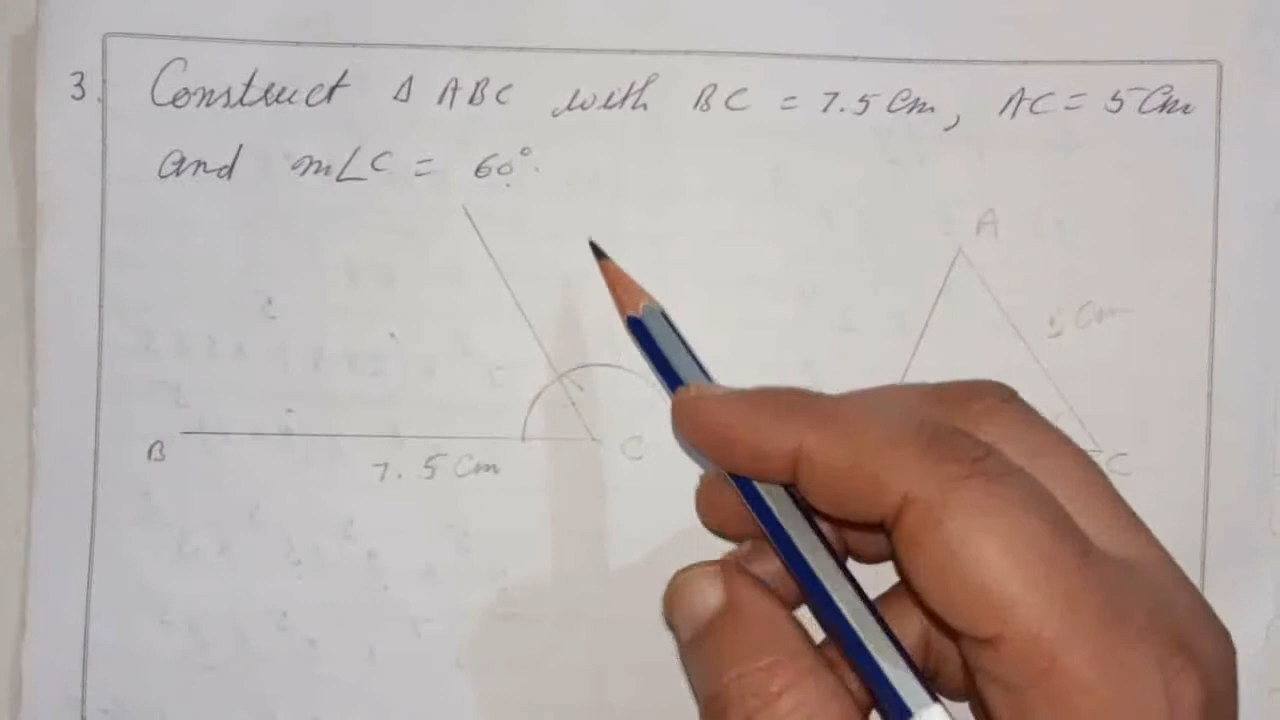 3. Construct Δ ABC with BC = 7.5 Cm, AC = 5 Cm
and m∠C = 60°.
A
5 Cm
B
C
C
7.5 Cm